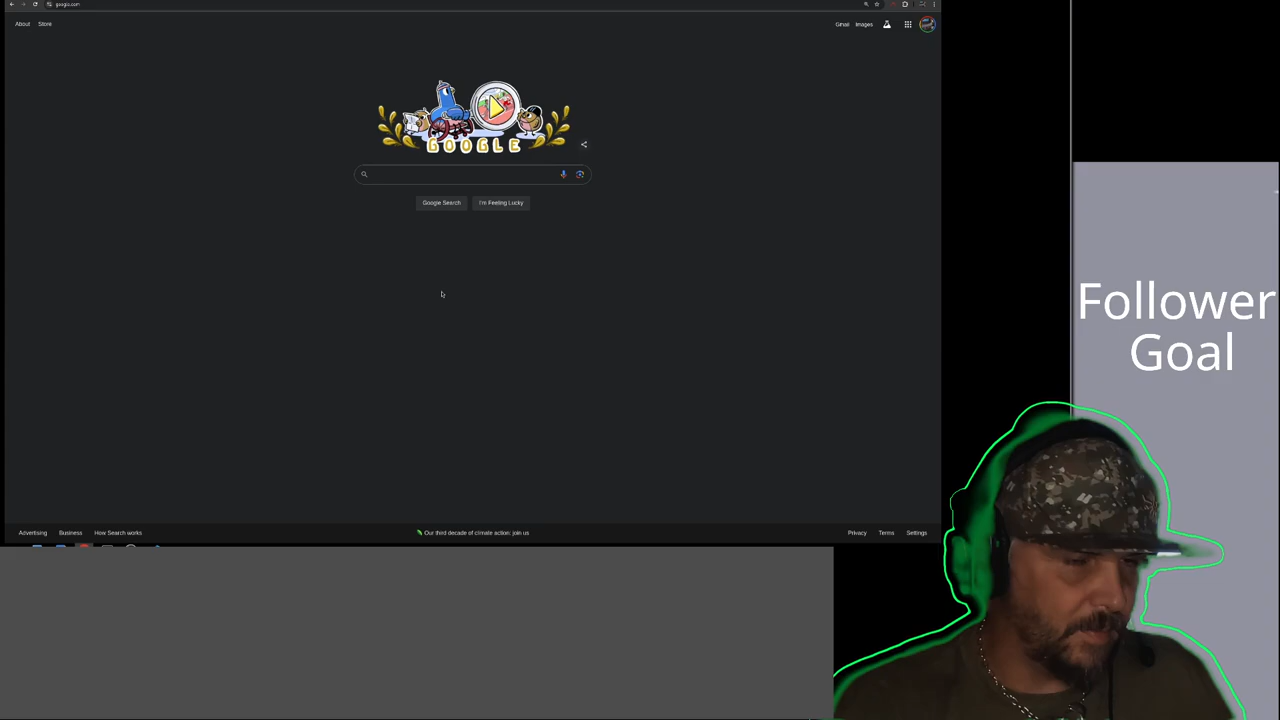 google.com
About Store
Gmail Images
GOOGLE
Google Search I'm Feeling Lucky
Follower
Goal
Advertising Business How Search works
Our third decade of climate action: join us
Privacy Terms Settings